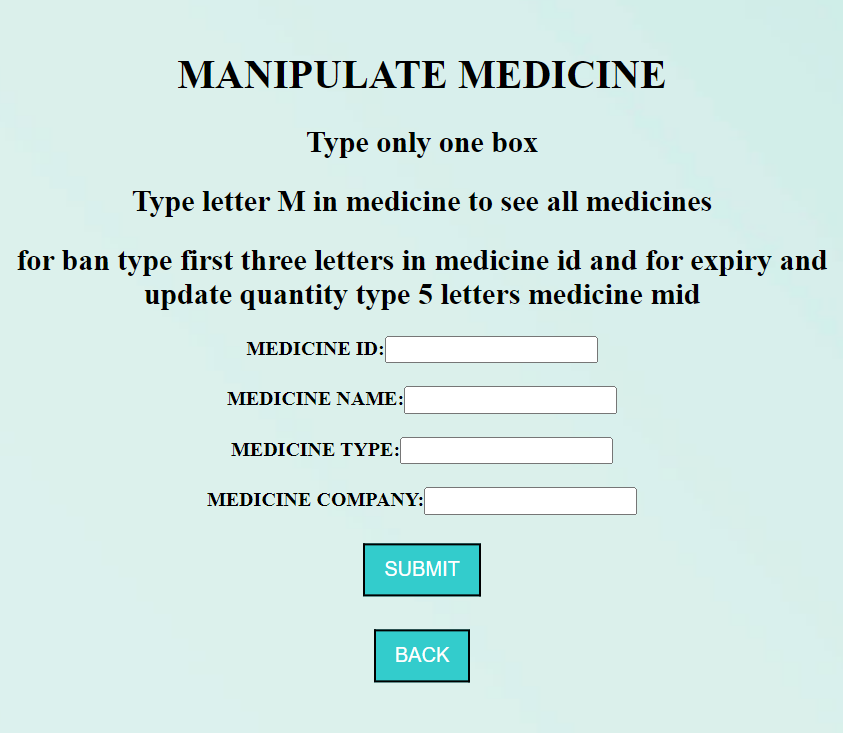 MANIPULATE MEDICINE
Type only one box
Type letter M in medicine to see all medicines
for ban type first three letters in medicine id and for expiry and
update quantity type 5 letters medicine mid
MEDICINE ID:
MEDICINE NAME:
MEDICINE TYPE:
MEDICINE COMPANY:
SUBMIT
BACK